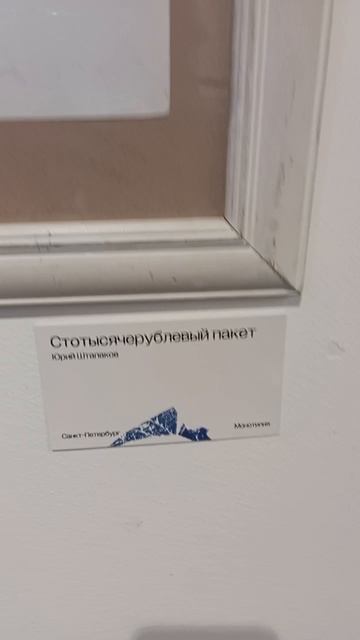 Стотысячерублевый пакет
Юрий Штапаков
Санкт-Петербург
Монотипия